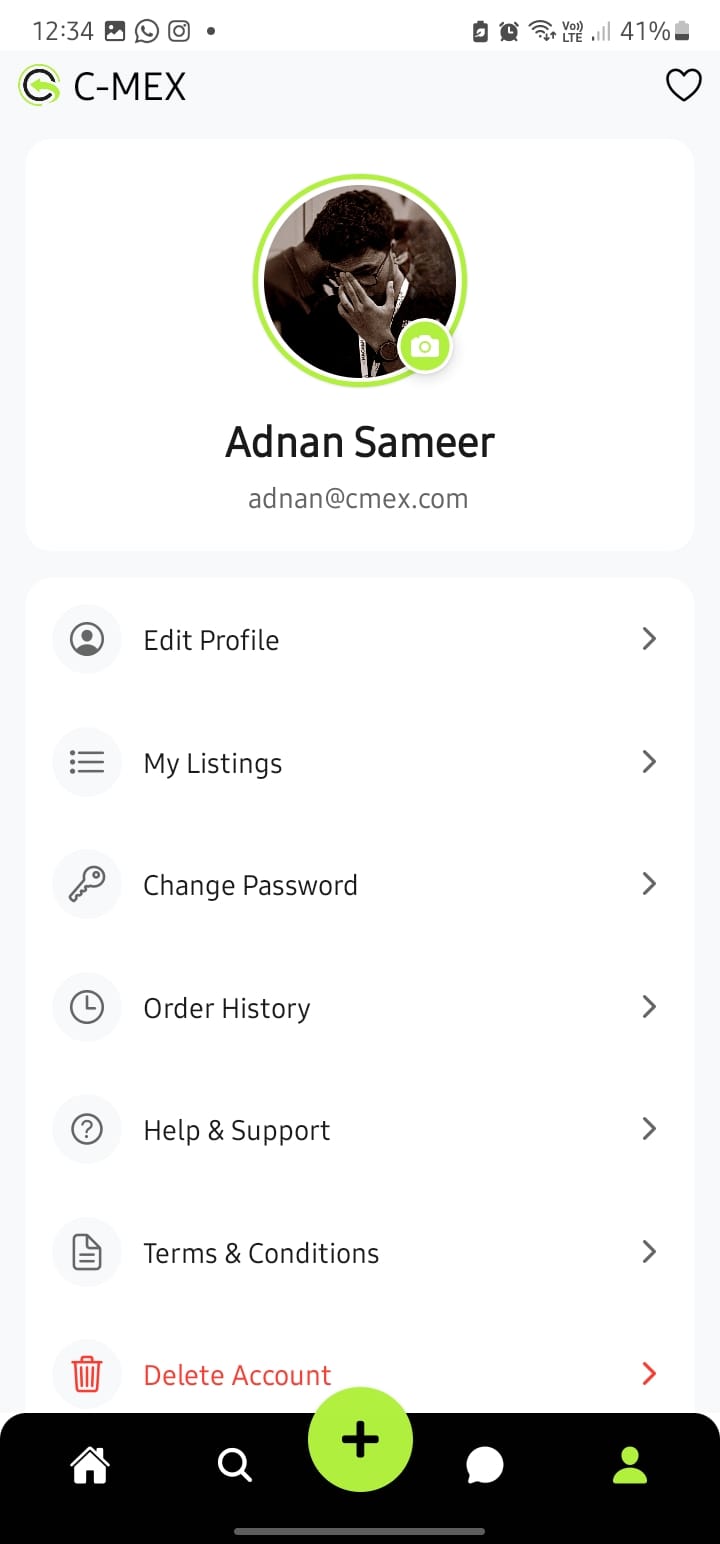 12:34
Vo)) LTE 41%
C-MEX
Adnan Sameer
adnan@cmex.com
Edit Profile
My Listings
Change Password
Order History
Help & Support
Terms & Conditions
Delete Account